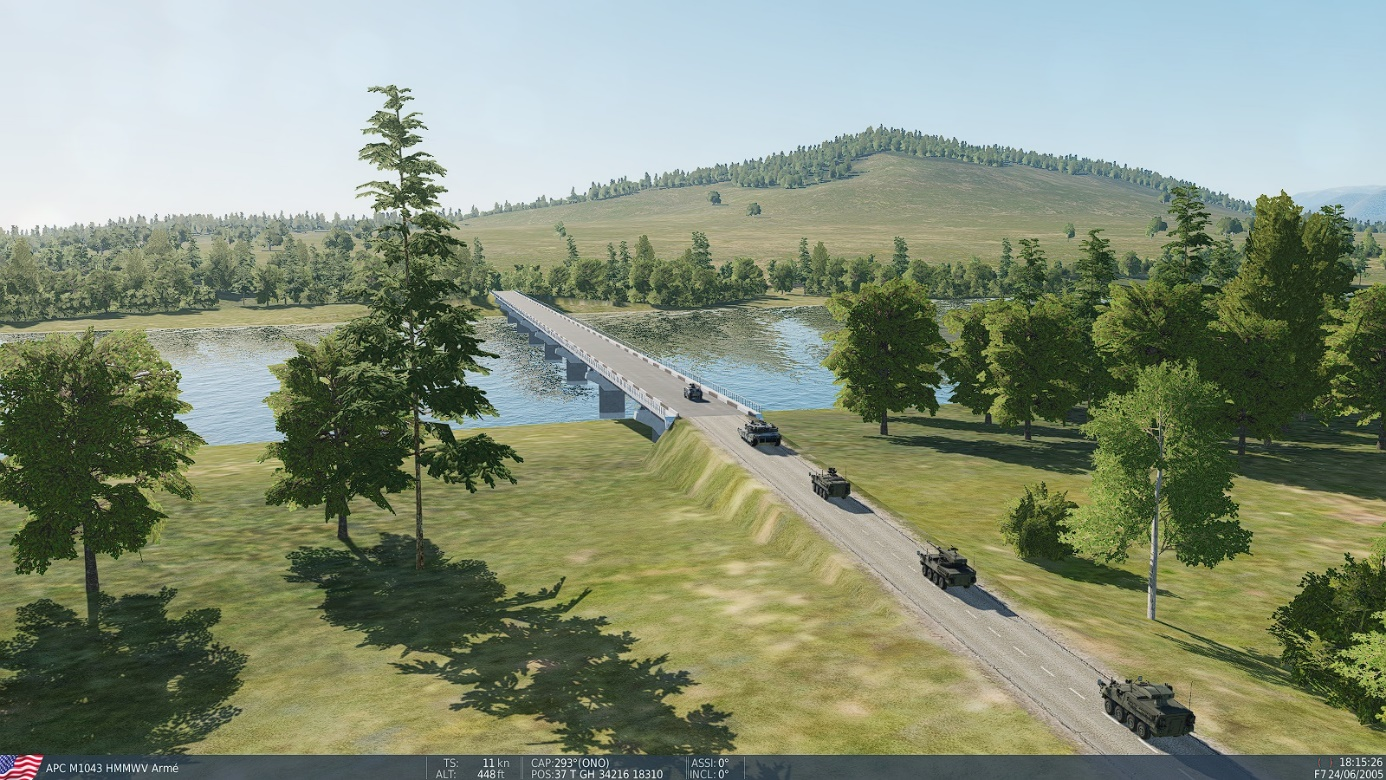 APC M1043 HMMWV Armé
TS: 11 kn
ALT: 448 ft
CAP: 293° (ONO)
POS: 37 T GH 34216 18310
ASSI: 0°
INCL: 0°
18:15:26
F7 24/06/2005